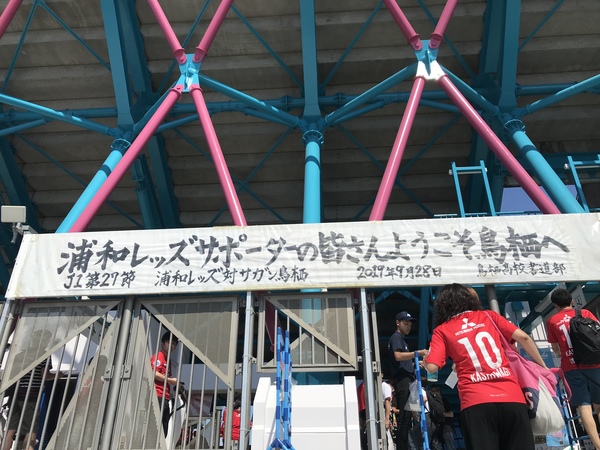 浦和レッズサポーターの皆さんようこそ鳥栖へ
J1第27節 浦和レッズ対サガン鳥栖 2019年9月28日 鳥栖高校書道部
MITSUBISHI
10
KASHIWAGI
1